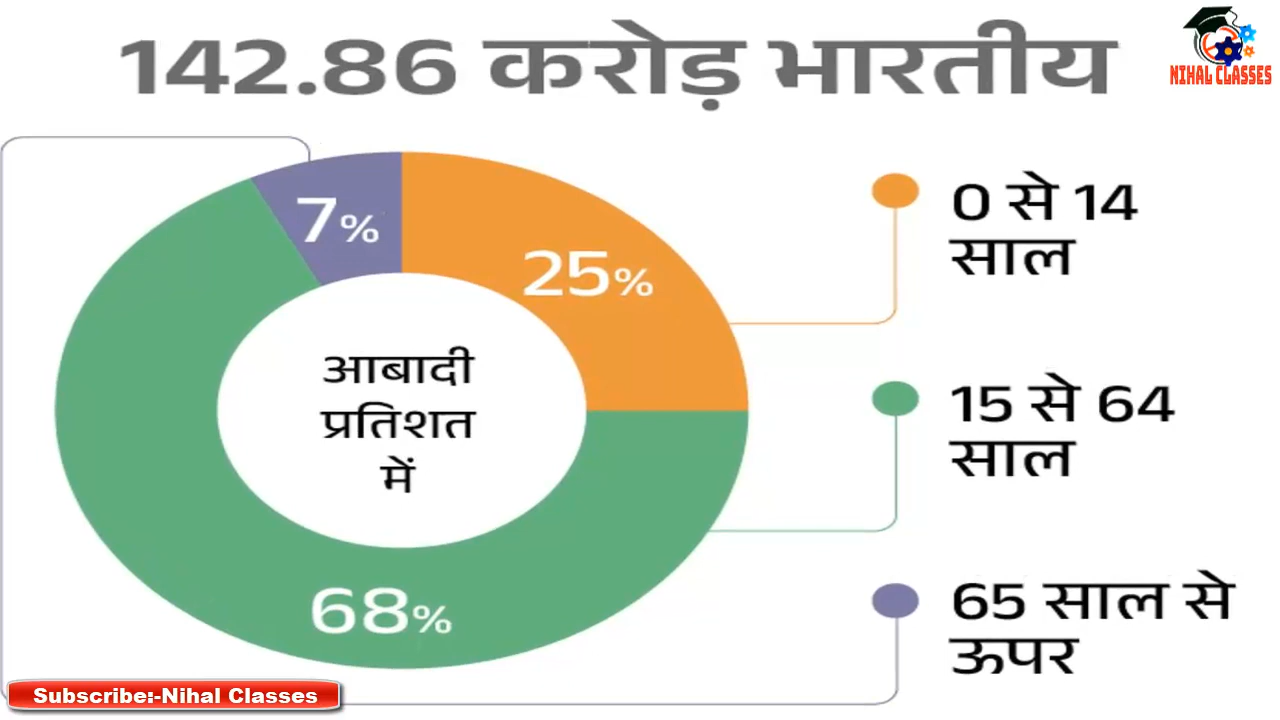 142.86 करोड़ भारतीय
NIHAL CLASSES
7%
25%
0 से 14
साल
आबादी
प्रतिशत
में
15 से 64
साल
68%
65 साल से
ऊपर
Subscribe:-Nihal Classes